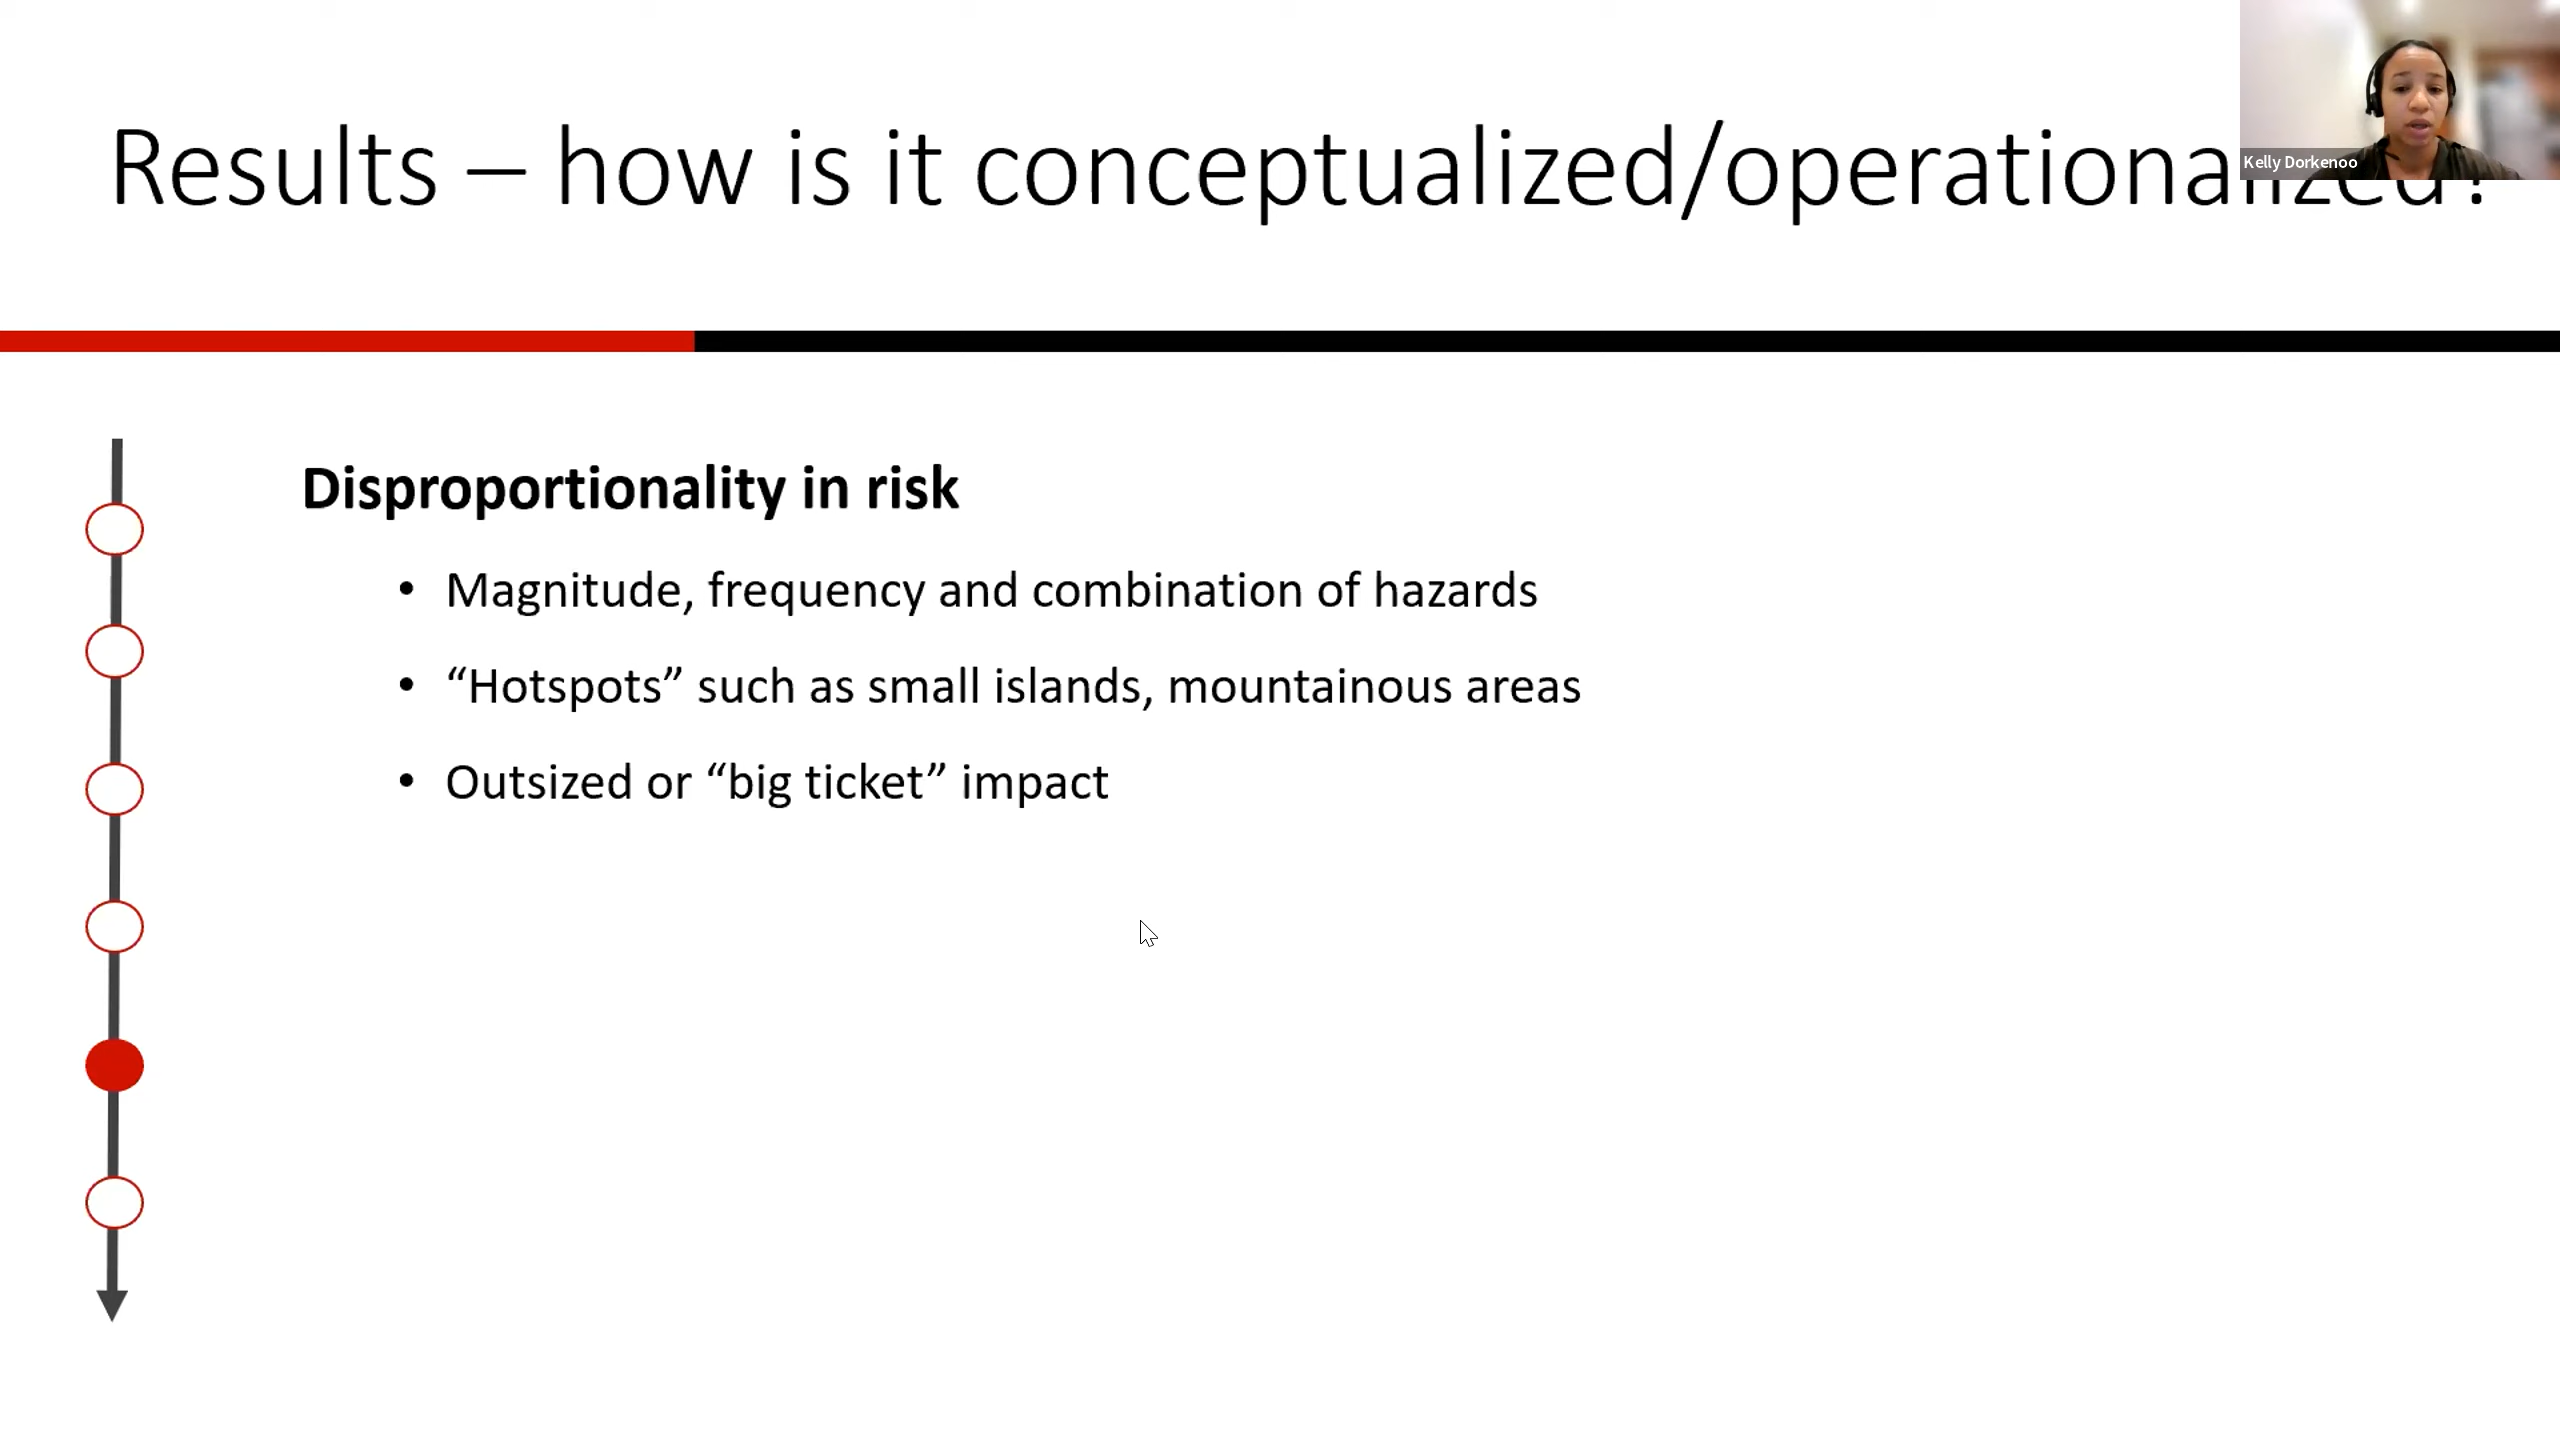 Results – how is it conceptualized/operationalized?
Kelly Dorkenoo
Disproportionality in risk
• Magnitude, frequency and combination of hazards
• “Hotspots” such as small islands, mountainous areas
• Outsized or “big ticket” impact